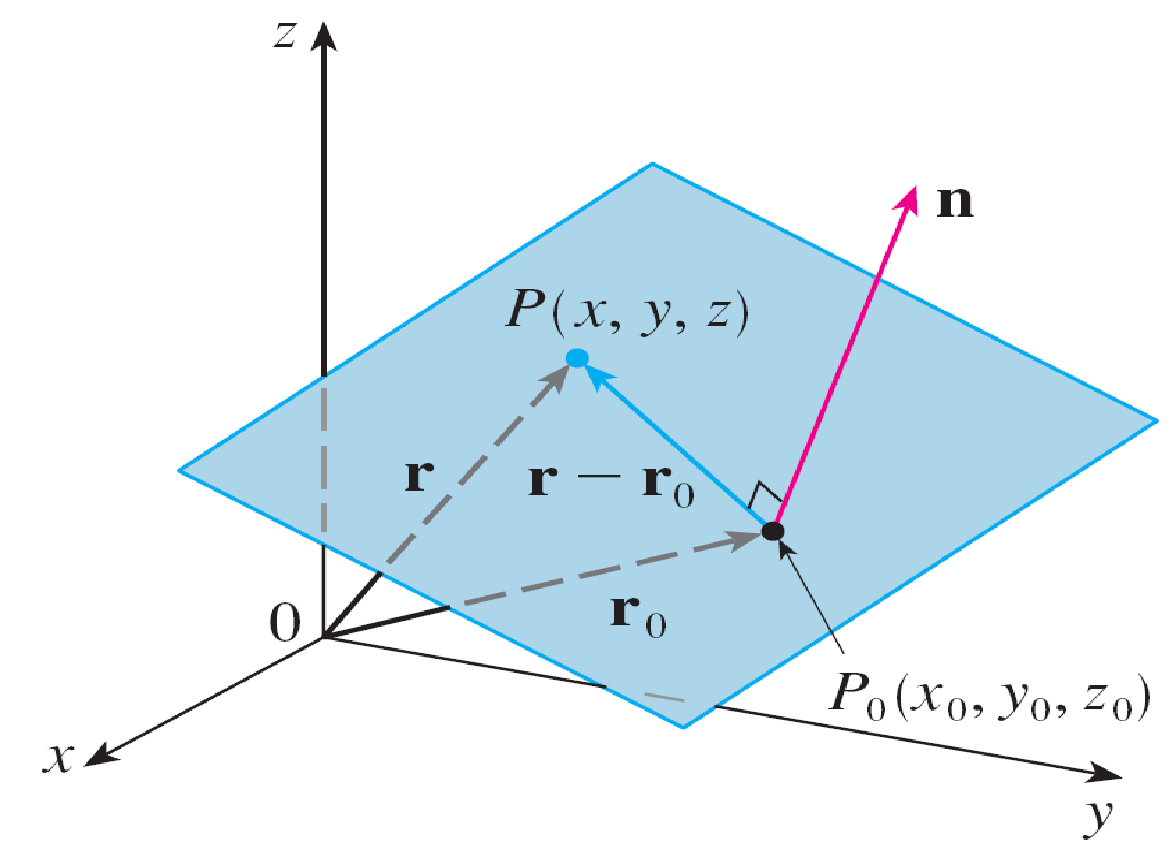 z
n
P(x, y, z)
r
r − r₀
0
r₀
P₀(x₀, y₀, z₀)
x
y